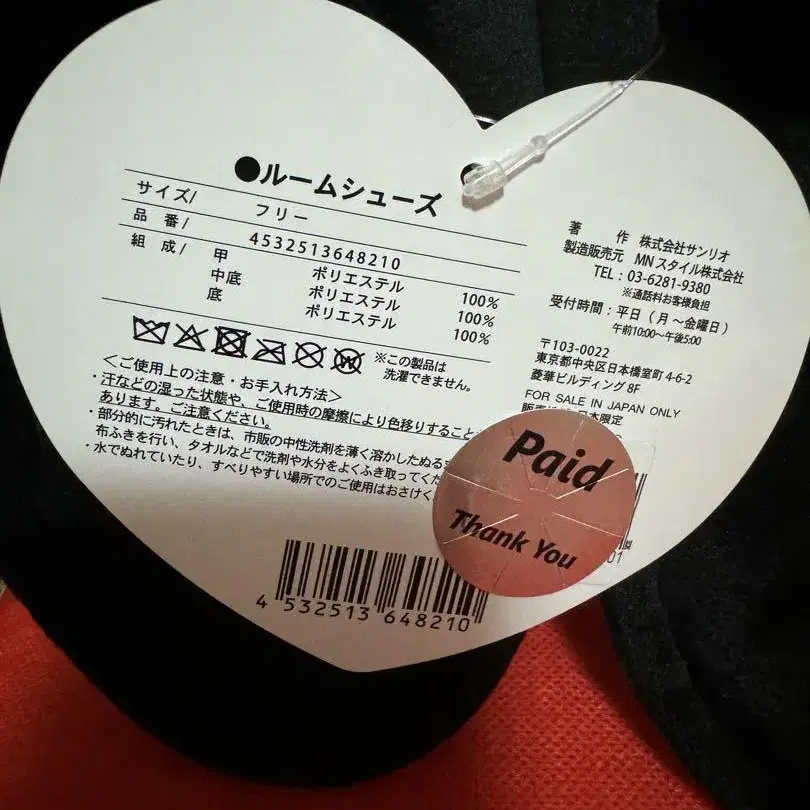 ●ルームシューズ
サイズ/ フリー
品 番/ 4532513648210
組 成/ 甲 ポリエステル 100%
中底 ポリエステル 100%
底 ポリエステル 100%
※この製品は
洗濯できません。
＜ご使用上の注意・お手入れ方法＞
・汗などの湿った状態や、ご使用時の摩擦により色移りすること
あります。ご注意ください。
・部分的に汚れたときは、市販の中性洗剤を薄く溶かしたぬる
布ふきを行い、タオルなどで洗剤や水分をよくふき取ってくだ
・水でぬれていたり、すべりやすい場所でのご使用はおさけく
4 532513 648210
著 作 株式会社サンリオ
製造販売元 MNスタイル株式会社
TEL：03-6281-9380
※通話料お客様負担
受付時間：平日（月～金曜日）
午前10:00～午後5:00
〒103-0022
東京都中央区日本橋室町4-6-2
菱華ビルディング8F
FOR SALE IN JAPAN ONLY
日本限定
Paid
Thank You
01